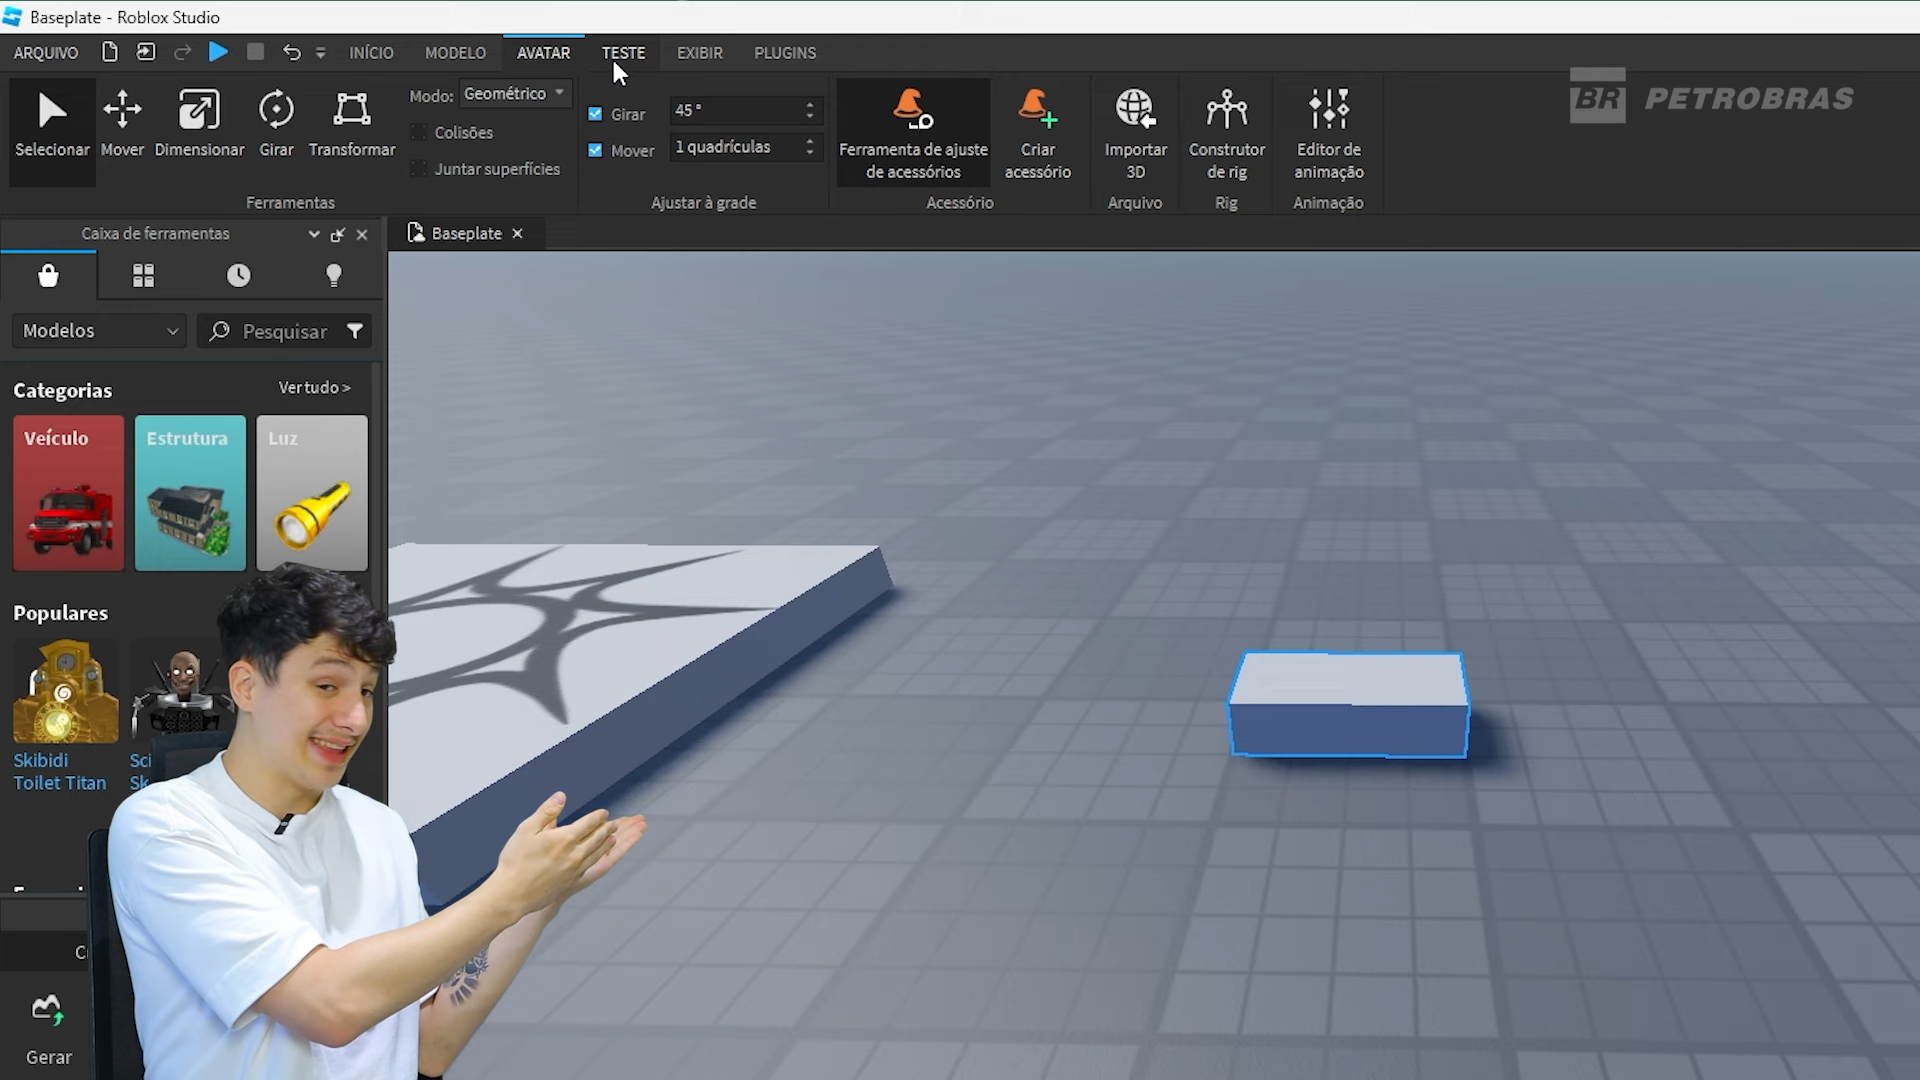 Baseplate - Roblox Studio
ARQUIVO
INÍCIO
MODELO
AVATAR
TESTE
EXIBIR
PLUGINS
Selecionar
Mover
Dimensionar
Girar
Transformar
Modo:
Geométrico
Colisões
Juntar superfícies
Ferramentas
Girar
45 °
Mover
1 quadrículas
Ajustar à grade
Ferramenta de ajuste
de acessórios
Criar
acessório
Acessório
Importar
3D
Arquivo
Construtor
de rig
Rig
Editor de
animação
Animação
BR PETROBRAS
Caixa de ferramentas
Baseplate
Modelos
Pesquisar
Categorias
Ver tudo >
Veículo
Estrutura
Luz
Populares
Skibidi
Toilet Titan
Sci
Sk
Gerar